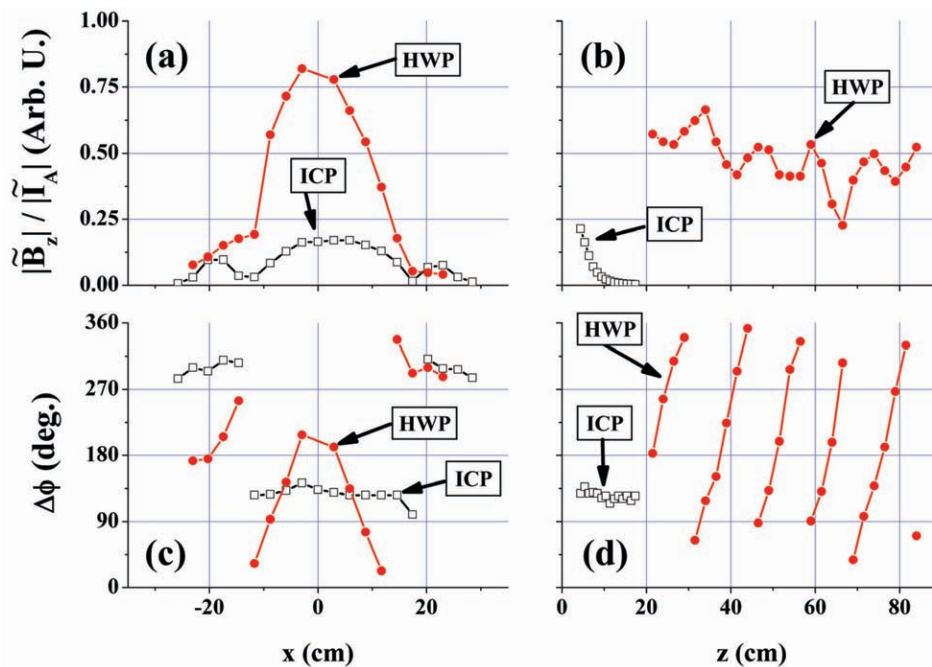 |B̃z| / |ĨA| (Arb. U.)
1.00
0.75
0.50
0.25
0.00
(a)
HWP
ICP
(b)
HWP
ICP
Δϕ (deg.)
360
270
180
90
0
HWP
ICP
(c)
HWP
ICP
(d)
-20
0
20
0
20
40
60
80
x (cm)
z (cm)